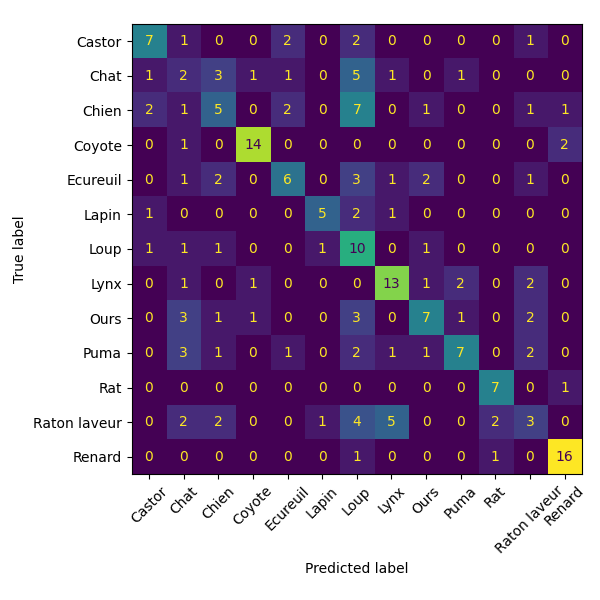 True label
Castor 7 1 0 0 2 0 2 0 0 0 0 1 0
Chat 1 2 3 1 1 0 5 1 0 1 0 0 0
Chien 2 1 5 0 2 0 7 0 1 0 0 1 1
Coyote 0 1 0 14 0 0 0 0 0 0 0 0 2
Ecureuil 0 1 2 0 6 0 3 1 2 0 0 1 0
Lapin 1 0 0 0 0 5 2 1 0 0 0 0 0
Loup 1 1 1 0 0 1 10 0 1 0 0 0 0
Lynx 0 1 0 1 0 0 0 13 1 2 0 2 0
Ours 0 3 1 1 0 0 3 0 7 1 0 2 0
Puma 0 3 1 0 1 0 2 1 1 7 0 2 0
Rat 0 0 0 0 0 0 0 0 0 0 7 0 1
Raton laveur 0 2 2 0 0 1 4 5 0 0 2 3 0
Renard 0 0 0 0 0 0 1 0 0 0 1 0 16
Castor Chat Chien Coyote Ecureuil Lapin Loup Lynx Ours Puma Rat Raton laveur Renard
Predicted label